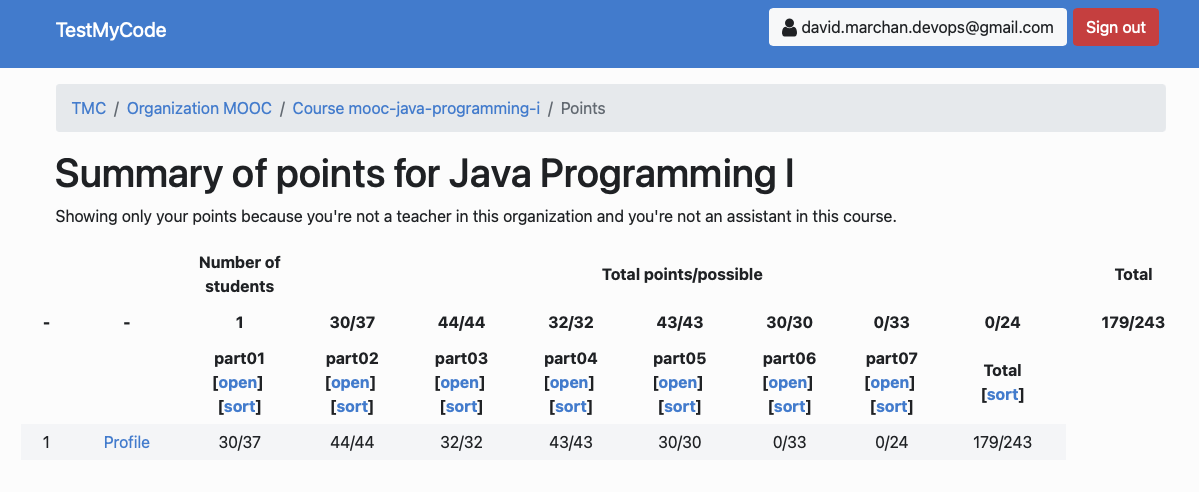 TestMyCode
david.marchan.devops@gmail.com
Sign out
TMC / Organization MOOC / Course mooc-java-programming-i / Points
Summary of points for Java Programming I
Showing only your points because you're not a teacher in this organization and you're not an assistant in this course.
Number of students Total points/possible Total
- - 1 30/37 44/44 32/32 43/43 30/30 0/33 0/24 179/243
part01 part02 part03 part04 part05 part06 part07 Total
[open] [open] [open] [open] [open] [open] [open] [sort]
[sort] [sort] [sort] [sort] [sort] [sort] [sort]
1 Profile 30/37 44/44 32/32 43/43 30/30 0/33 0/24 179/243